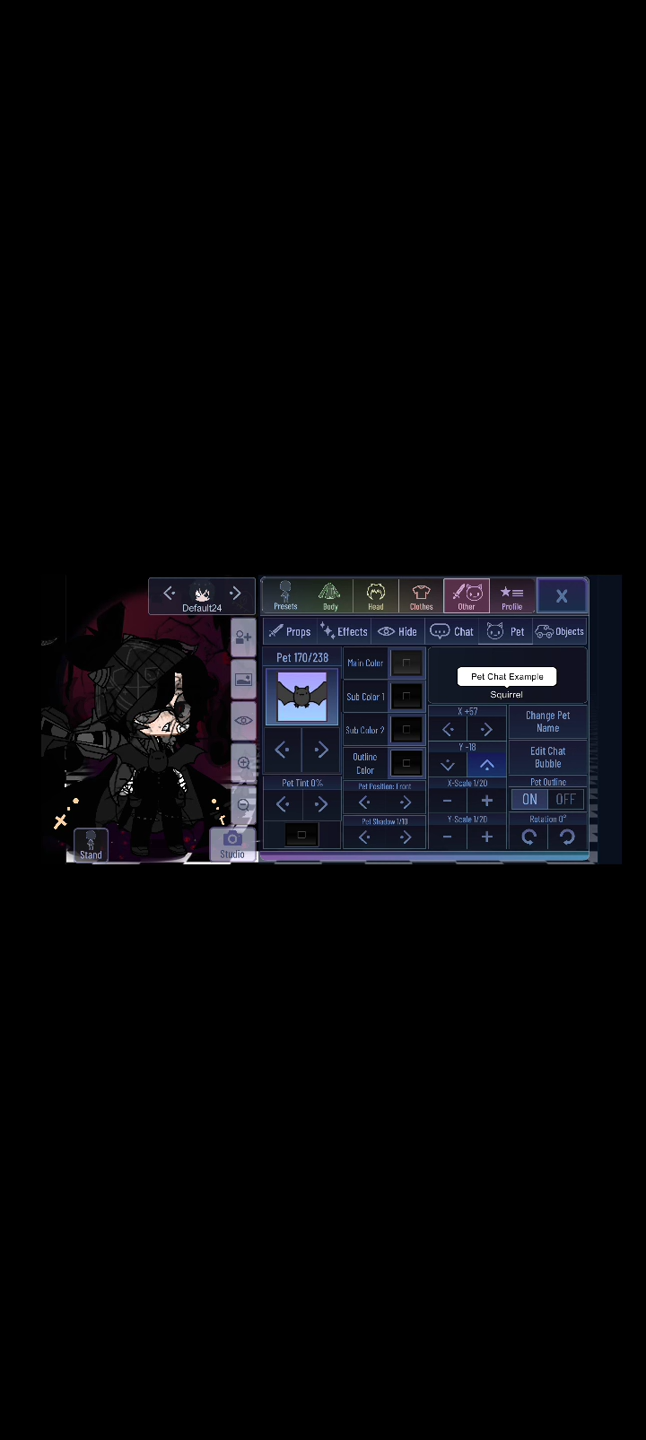 Default24
Presets
Body
Head
Clothes
Other
Profile
X
Props
Effects
Hide
Chat
Pet
Objects
Pet 170/238
Main Color
Sub Color 1
Sub Color 2
Outline
Color
Pet Tint 0%
Pet Position: Front
Pet Shadow 1/10
Pet Chat Example
Squirrel
X +57
Y -18
X-Scale 1/20
Y-Scale 1/20
Change Pet
Name
Edit Chat
Bubble
Pet Outline
ON OFF
Rotation 0°
Stand
Studio